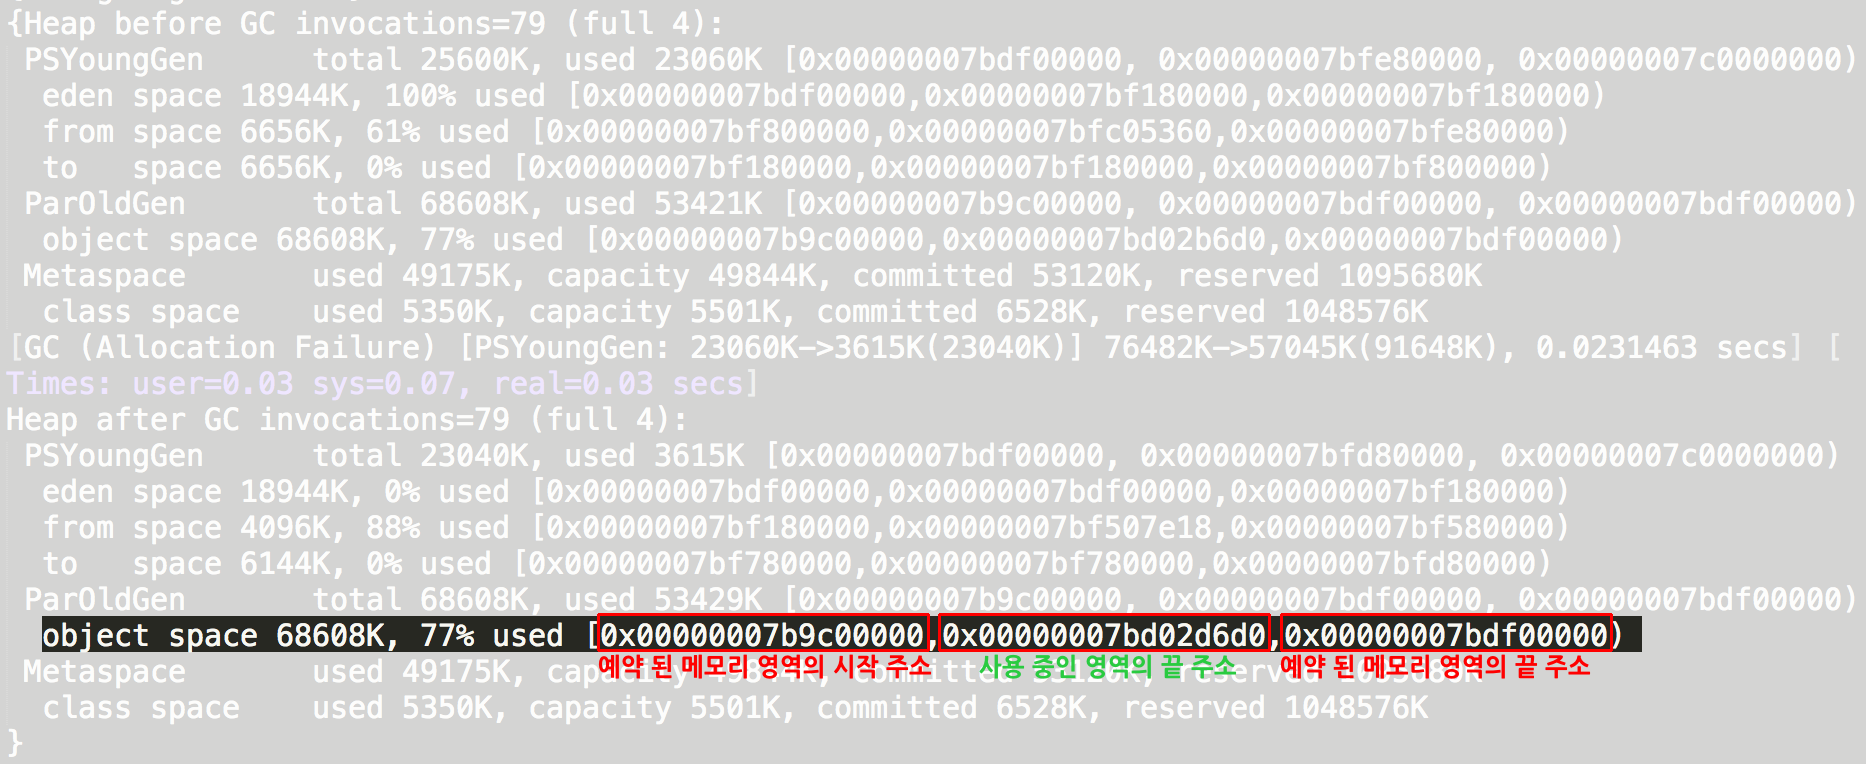 {Heap before GC invocations=79 (full 4):
PSYoungGen total 25600K, used 23060K [0x00000007bdf00000, 0x00000007bfe80000, 0x00000007c0000000)
eden space 18944K, 100% used [0x00000007bdf00000,0x00000007bf180000,0x00000007bf180000)
from space 6656K, 61% used [0x00000007bf800000,0x00000007bfc05360,0x00000007bfe80000)
to space 6656K, 0% used [0x00000007bf180000,0x00000007bf180000,0x00000007bf800000)
ParOldGen total 68608K, used 53421K [0x00000007b9c00000, 0x00000007bdf00000, 0x00000007bdf00000)
object space 68608K, 77% used [0x00000007b9c00000,0x00000007bd02b6d0,0x00000007bdf00000)
Metaspace used 49175K, capacity 49844K, committed 53120K, reserved 1095680K
class space used 5350K, capacity 5501K, committed 6528K, reserved 1048576K
[GC (Allocation Failure) [PSYoungGen: 23060K->3615K(23040K)] 76482K->57045K(91648K), 0.0231463 secs] [
Times: user=0.03 sys=0.07, real=0.03 secs]
Heap after GC invocations=79 (full 4):
PSYoungGen total 23040K, used 3615K [0x00000007bdf00000, 0x00000007bfd80000, 0x00000007c0000000)
eden space 18944K, 0% used [0x00000007bdf00000,0x00000007bdf00000,0x00000007bf180000)
from space 4096K, 88% used [0x00000007bf180000,0x00000007bf507e18,0x00000007bf580000)
to space 6144K, 0% used [0x00000007bf780000,0x00000007bf780000,0x00000007bfd80000)
ParOldGen total 68608K, used 53429K [0x00000007b9c00000, 0x00000007bdf00000, 0x00000007bdf00000)
object space 68608K, 77% used [0x00000007b9c00000,0x00000007bd02d6d0,0x00000007bdf00000)
예약 된 메모리 영역의 시작 주소 사용 중인 영역의 끝 주소 예약 된 메모리 영역의 끝 주소
Metaspace used 49175K, capacity committed reserved
class space used 5350K, capacity 5501K, committed 6528K, reserved 1048576K
}